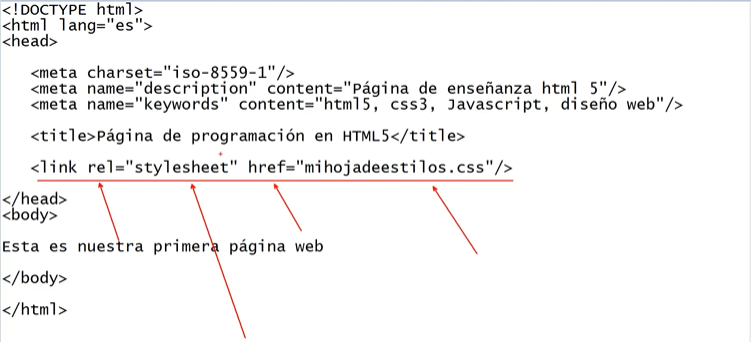 <!DOCTYPE html>
<html lang="es">
<head>
<meta charset="iso-8559-1"/>
<meta name="description" content="Página de enseñanza html 5"/>
<meta name="keywords" content="html5, css3, Javascript, diseño web"/>
<title>Página de programación en HTML5</title>
<link rel="stylesheet" href="mihojadeestilos.css"/>
</head>
<body>
Esta es nuestra primera página web
</body>
</html>